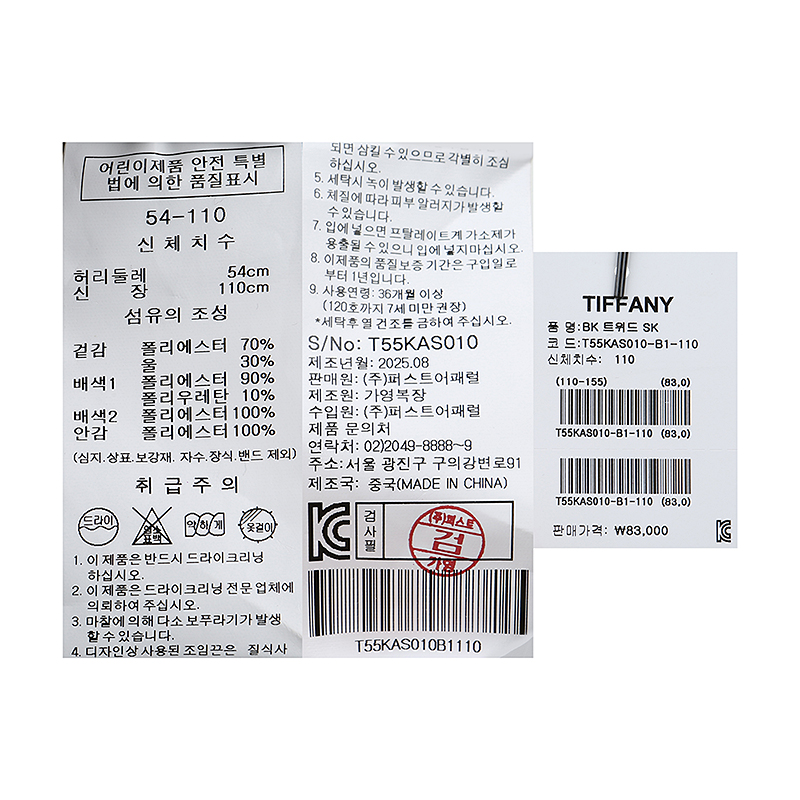 어린이제품 안전 특별
법에 의한 품질표시
54-110
신체치수
허리둘레 54cm
신 장 110cm
섬유의 조성
겉감 폴리에스터 70%
울 30%
배색1 폴리에스터 90%
폴리우레탄 10%
배색2 폴리에스터 100%
안감 폴리에스터 100%
(심지.상표.보강재, 자수.장식.밴드 제외)
취급주의
드라이
염소
표백
약하게
옷걸이
1. 이 제품은 반드시 드라이크리닝
하십시오.
2. 이 제품은 드라이크리닝 전문 업체에
의뢰하여 주십시오.
3. 마찰에 의해 다소 보푸라기가 발생
할 수 있습니다.
4. 디자인상 사용된 조임끈은 질식사
되면 삼킬 수 있으므로 각별히 조심
하십시오.
5. 세탁시 녹이 발생할 수 있습니다.
6. 체질에 따라 피부 알러지가 발생할
수 있습니다.
7. 입에 넣으면 프탈레이트계 가소제가
용출될 수 있으니 입에 넣지마십시오.
8. 이제품의 품질보증 기간은 구입일로
부터 1년입니다.
9. 사용연령: 36개월 이상
(120호까지 7세 미만 권장)
*세탁후 열 건조를 금하여 주십시오.
S/No: T55KAS010
제조년월: 2025.08
판매원: (주)퍼스트어패럴
제조원: 가영복장
수입원: (주)퍼스트어패럴
제품 문의처
연락처: 02)2049-8888~9
주소: 서울 광진구 구의강변로91
제조국: 중국(MADE IN CHINA)
KC
검
사
필
(주)퍼스트
검
가영
T55KAS010B1110
TIFFANY
품 명:BK 트위드 SK
코 드:T55KAS010-B1-110
신체치수: 110
(110-155) (83,0)
T55KAS010-B1-110 (83,0)
T55KAS010-B1-110 (83,0)
판매가격: ₩83,000
KC